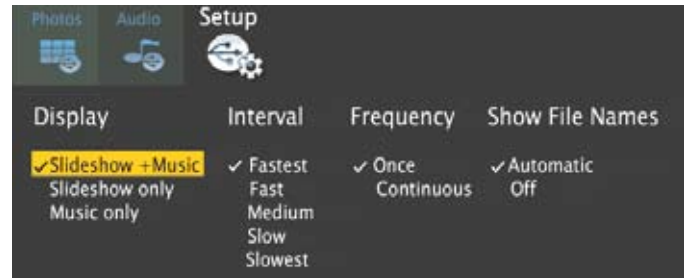 Photos Audio Setup
Display Interval Frequency Show File Names
✓Slideshow +Music ✓ Fastest ✓ Once ✓Automatic
Slideshow only Fast Continuous Off
Music only Medium
Slow
Slowest